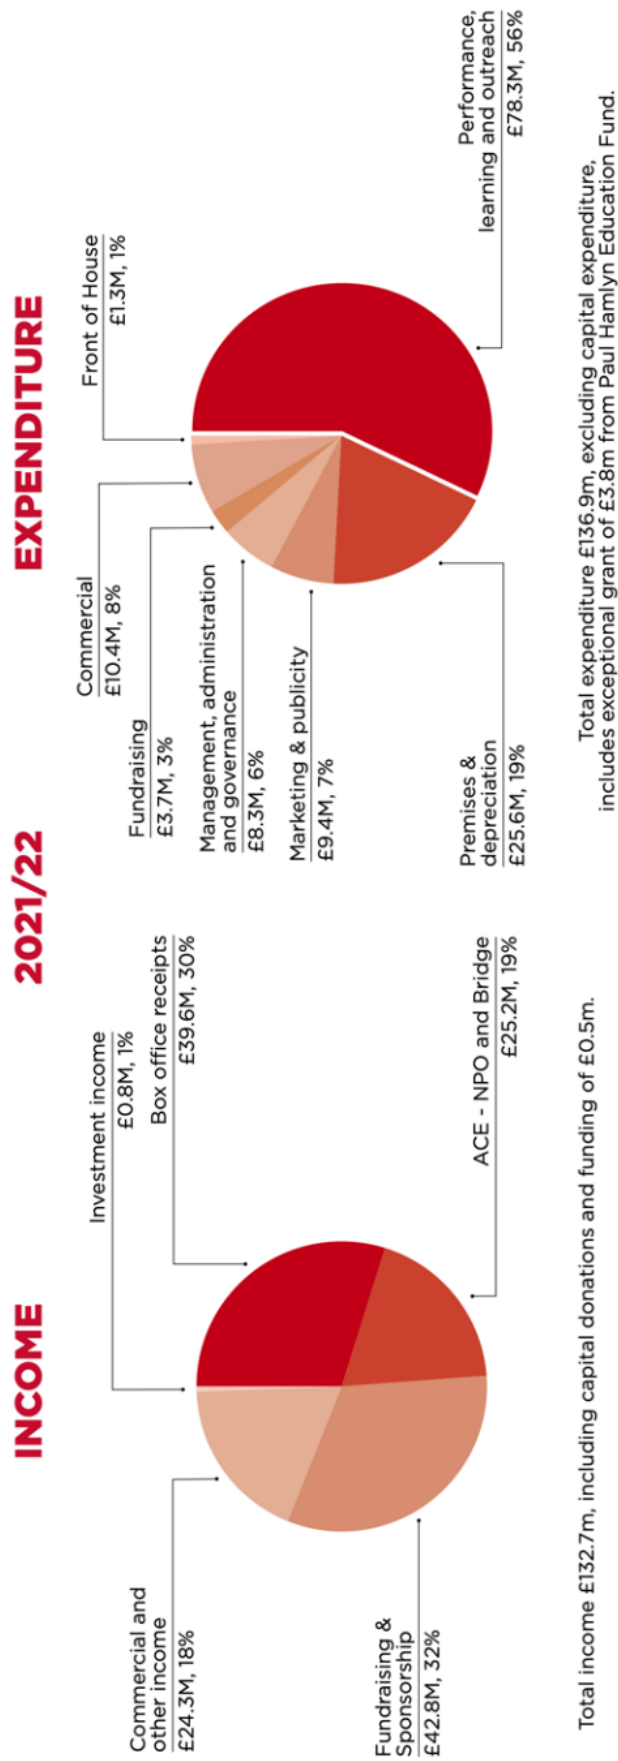 INCOME
2021/22
EXPENDITURE
Investment income
£0.8M, 1%
Box office receipts
£39.6M, 30%
Commercial and
other income
£24.3M, 18%
Fundraising &
Sponsorship
£42.8M, 32%
ACE - NPO and Bridge
£25.2M, 19%
Total income £132.7m, including capital donations and funding of £0.5m.
Front of House
£1.3M, 1%
Commercial
£10.4M, 8%
Fundraising
£3.7M, 3%
Management, administration
and governance
£8.3M, 6%
Marketing & publicity
£9.4M, 7%
Premises &
depreciation
£25.6M, 19%
Performance,
learning and outreach
£78.3M, 56%
Total expenditure £136.9m, excluding capital expenditure,
includes exceptional grant of £3.8m from Paul Hamlyn Education Fund.